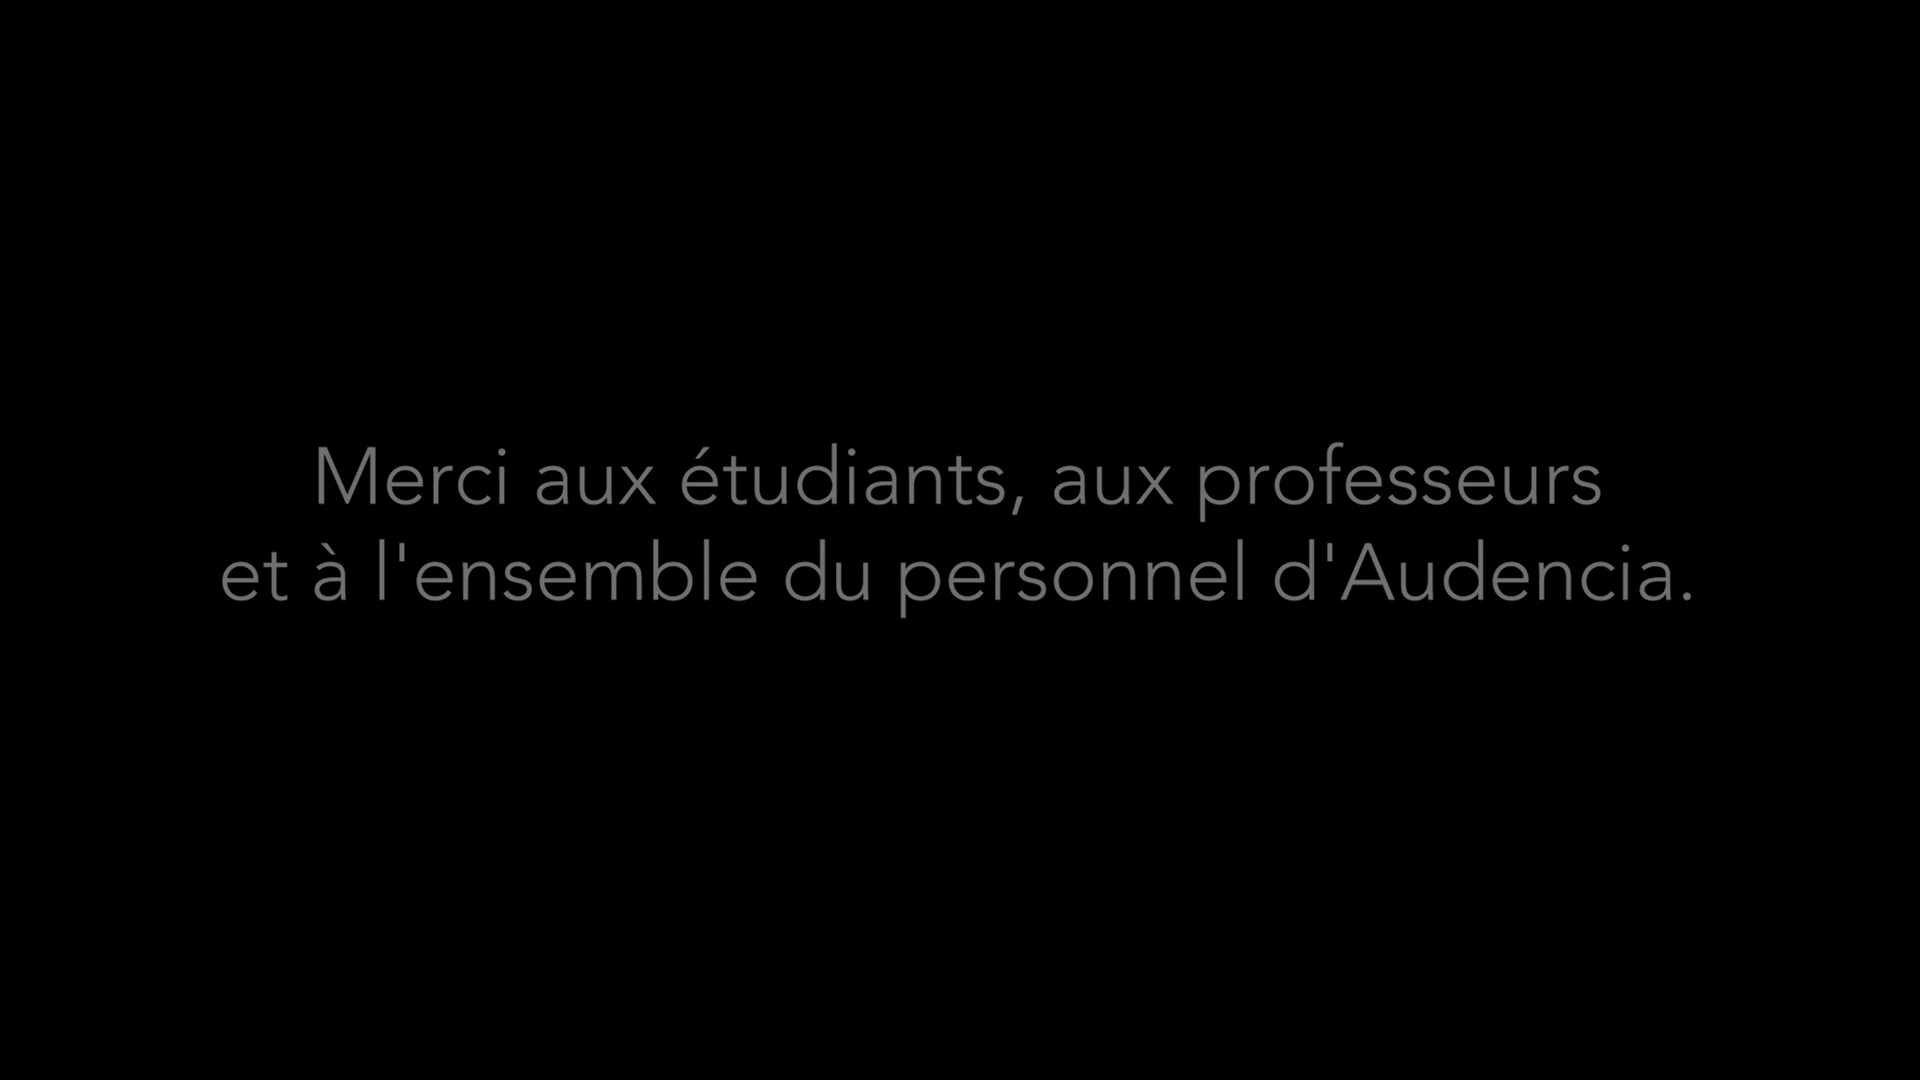 Merci aux étudiants, aux professeurs
et à l'ensemble du personnel d'Audencia.